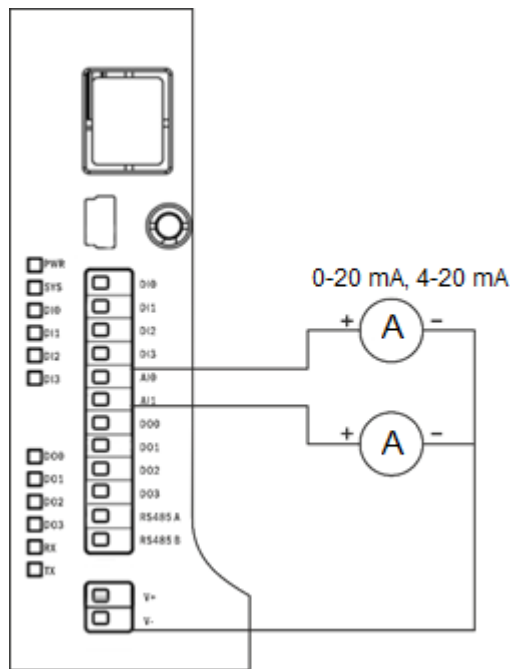 PWR
SYS
DI0
DI1
DI2
DI3
DO0
DO1
DO2
DO3
RX
TX
DI0
DI1
DI2
DI3
AI0
AI1
DO0
DO1
DO2
DO3
RS485 A
RS485 B
V+
V-
0-20 mA, 4-20 mA
+ A -
+ A -